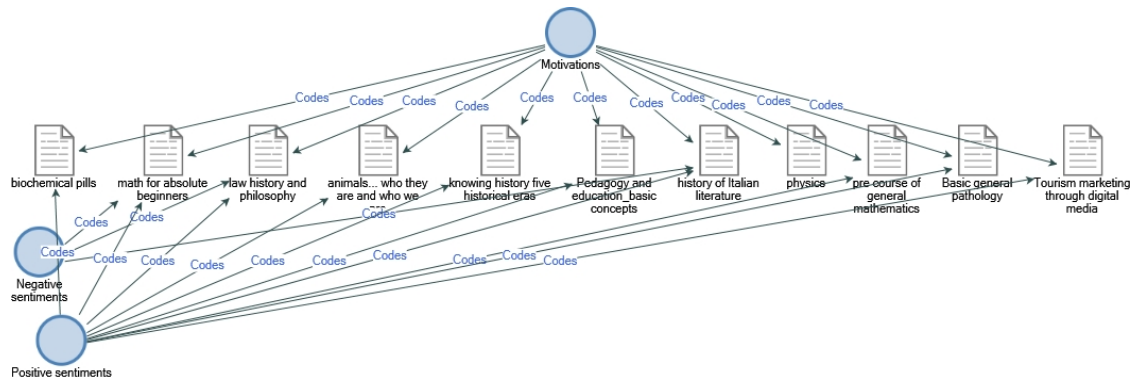 Motivations
Codes
Codes
Codes
Codes
Codes
Codes
Codes
Codes
Codes
Codes
Codes
biochemical pills
math for absolute
beginners
law history and
philosophy
animals... who they
are and who we
knowing history five
historical eras
Pedagogy and
education_basic
concepts
history of Italian
literature
physics
pre course of
general
mathematics
Basic general
pathology
Tourism marketing
through digital
media
Codes
Codes
Codes
Codes
Codes
Codes
Codes
Codes
Codes
Codes
Codes
Codes
Codes
Negative
sentiments
Positive sentiments